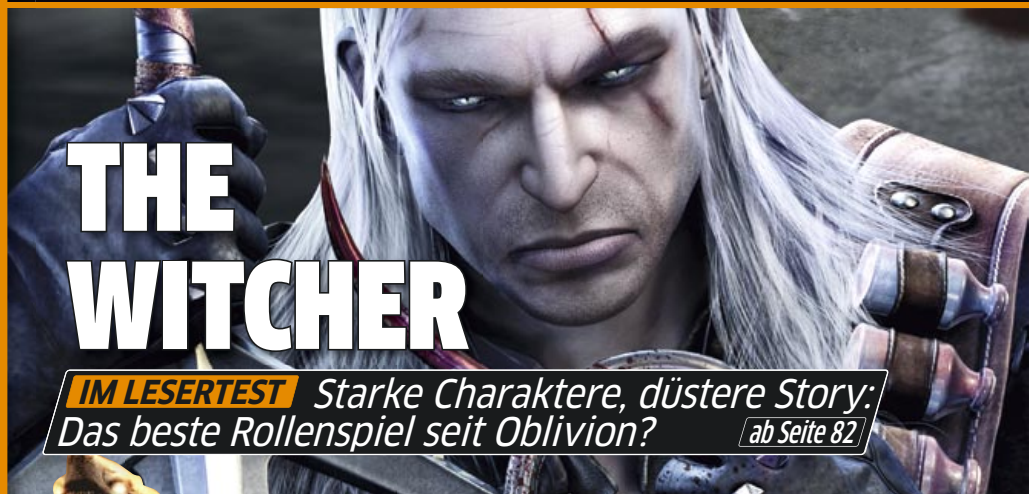 THE
WITCHER
IM LESERTEST Starke Charaktere, düstere Story:
Das beste Rollenspiel seit Oblivion? ab Seite 82